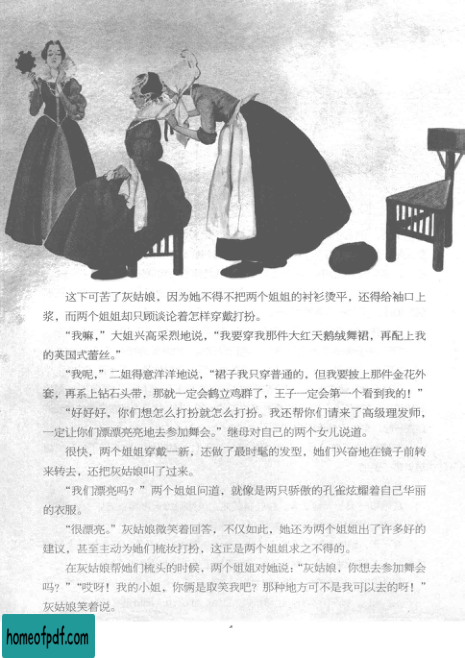 这下可苦了灰姑娘，因为她不得不把两个姐姐的衬衫烫平，还得给袖口上
浆，而两个姐姐却只顾谈论着怎样穿戴打扮。
“我嘛，”大姐兴高采烈地说，“我要穿我那件大红天鹅绒舞裙，再配上我
的英国式蕾丝。”
“我呢，”二姐得意洋洋地说，“裙子我只穿普通的，但我要披上那件金花外
套，再系上钻石头带，那就一定会鹤立鸡群了，王子一定会第一个看到我的！”
“好好好，你们想怎么打扮就怎么打扮。我还帮你们请来了高级理发师，
一定让你们漂漂亮亮地去参加舞会。”继母对自己的两个女儿说道。
很快，两个姐姐穿戴一新，还做了最时髦的发型，她们兴奋地在镜子前转
来转去，还把灰姑娘叫了过来。
“我们漂亮吗？”两个姐姐问道，就像是两只骄傲的孔雀炫耀着自己华丽
的衣服。
“很漂亮。”灰姑娘微笑着回答，不仅如此，她还为两个姐姐出了许多好的
建议，甚至主动为她们梳妆打扮，这正是两个姐姐求之不得的。
在灰姑娘帮她们梳头的时候，两个姐姐对她说：“灰姑娘，你想去参加舞会
吗？”“哎呀！我的小姐，你俩是取笑我吧？那种地方可不是我可以去的呀！”
灰姑娘笑着说。
homeofpdf.com